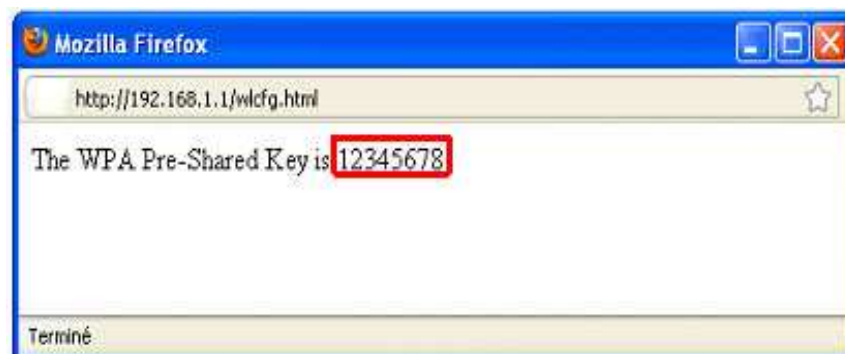 Mozilla Firefox
http://192.168.1.1/wlcfg.html
The WPA Pre-Shared Key is 12345678
Terminé